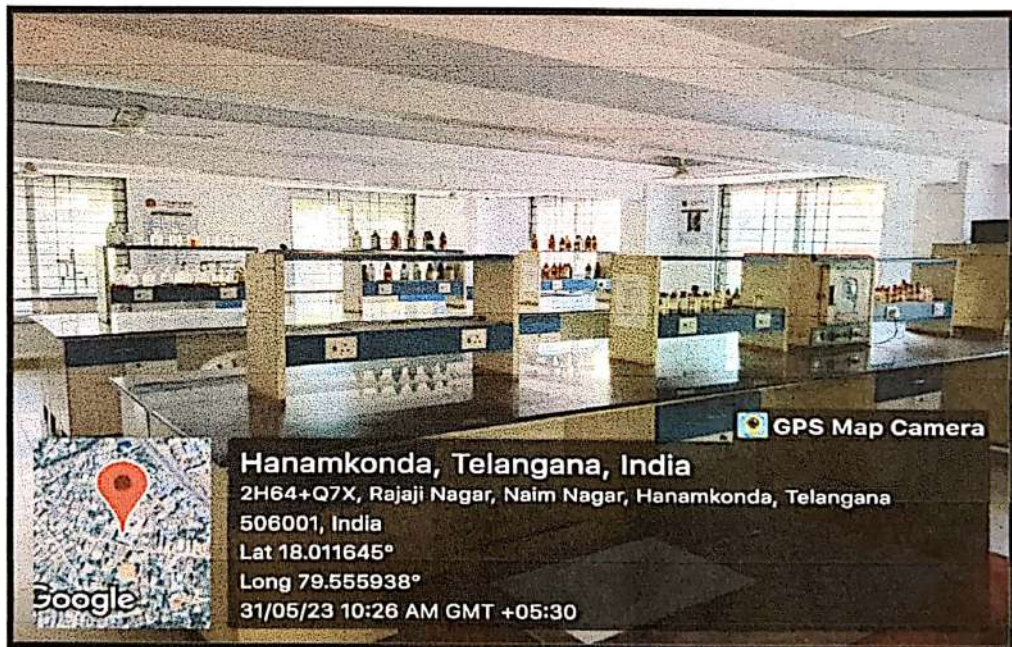 GPS Map Camera
Hanamkonda, Telangana, India
2H64+Q7X, Rajaji Nagar, Naim Nagar, Hanamkonda, Telangana
506001, India
Lat 18.011645°
Long 79.555938°
31/05/23 10:26 AM GMT +05:30
Google